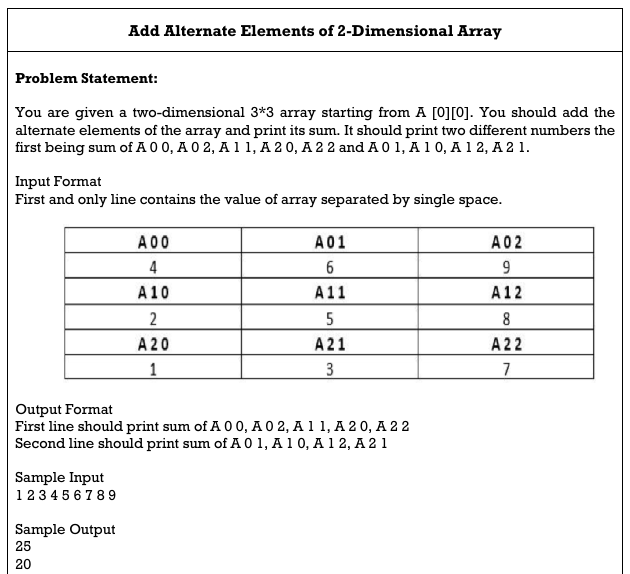 Add Alternate Elements of 2-Dimensional Array
Problem Statement:
You are given a two-dimensional 3*3 array starting from A [0][0]. You should add the
alternate elements of the array and print its sum. It should print two different numbers the
first being sum of A 0 0, A 0 2, A 1 1, A 2 0, A 2 2 and A 0 1, A 1 0, A 1 2, A 2 1.
Input Format
First and only line contains the value of array separated by single space.
A 0 0 A 0 1 A 0 2
4 6 9
A 1 0 A 1 1 A 1 2
2 5 8
A 2 0 A 2 1 A 2 2
1 3 7
Output Format
First line should print sum of A 0 0, A 0 2, A 1 1, A 2 0, A 2 2
Second line should print sum of A 0 1, A 1 0, A 1 2, A 2 1
Sample Input
1 2 3 4 5 6 7 8 9
Sample Output
25
20